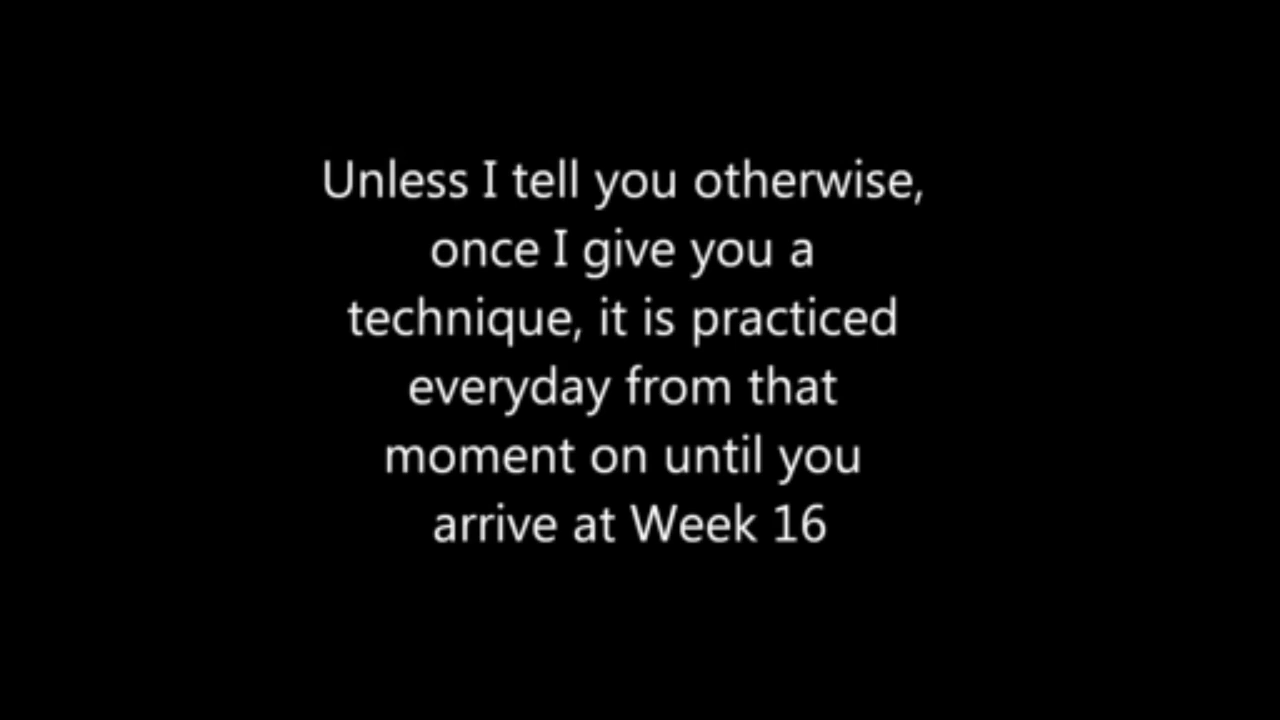 Unless I tell you otherwise,
once I give you a
technique, it is practiced
everyday from that
moment on until you
arrive at Week 16